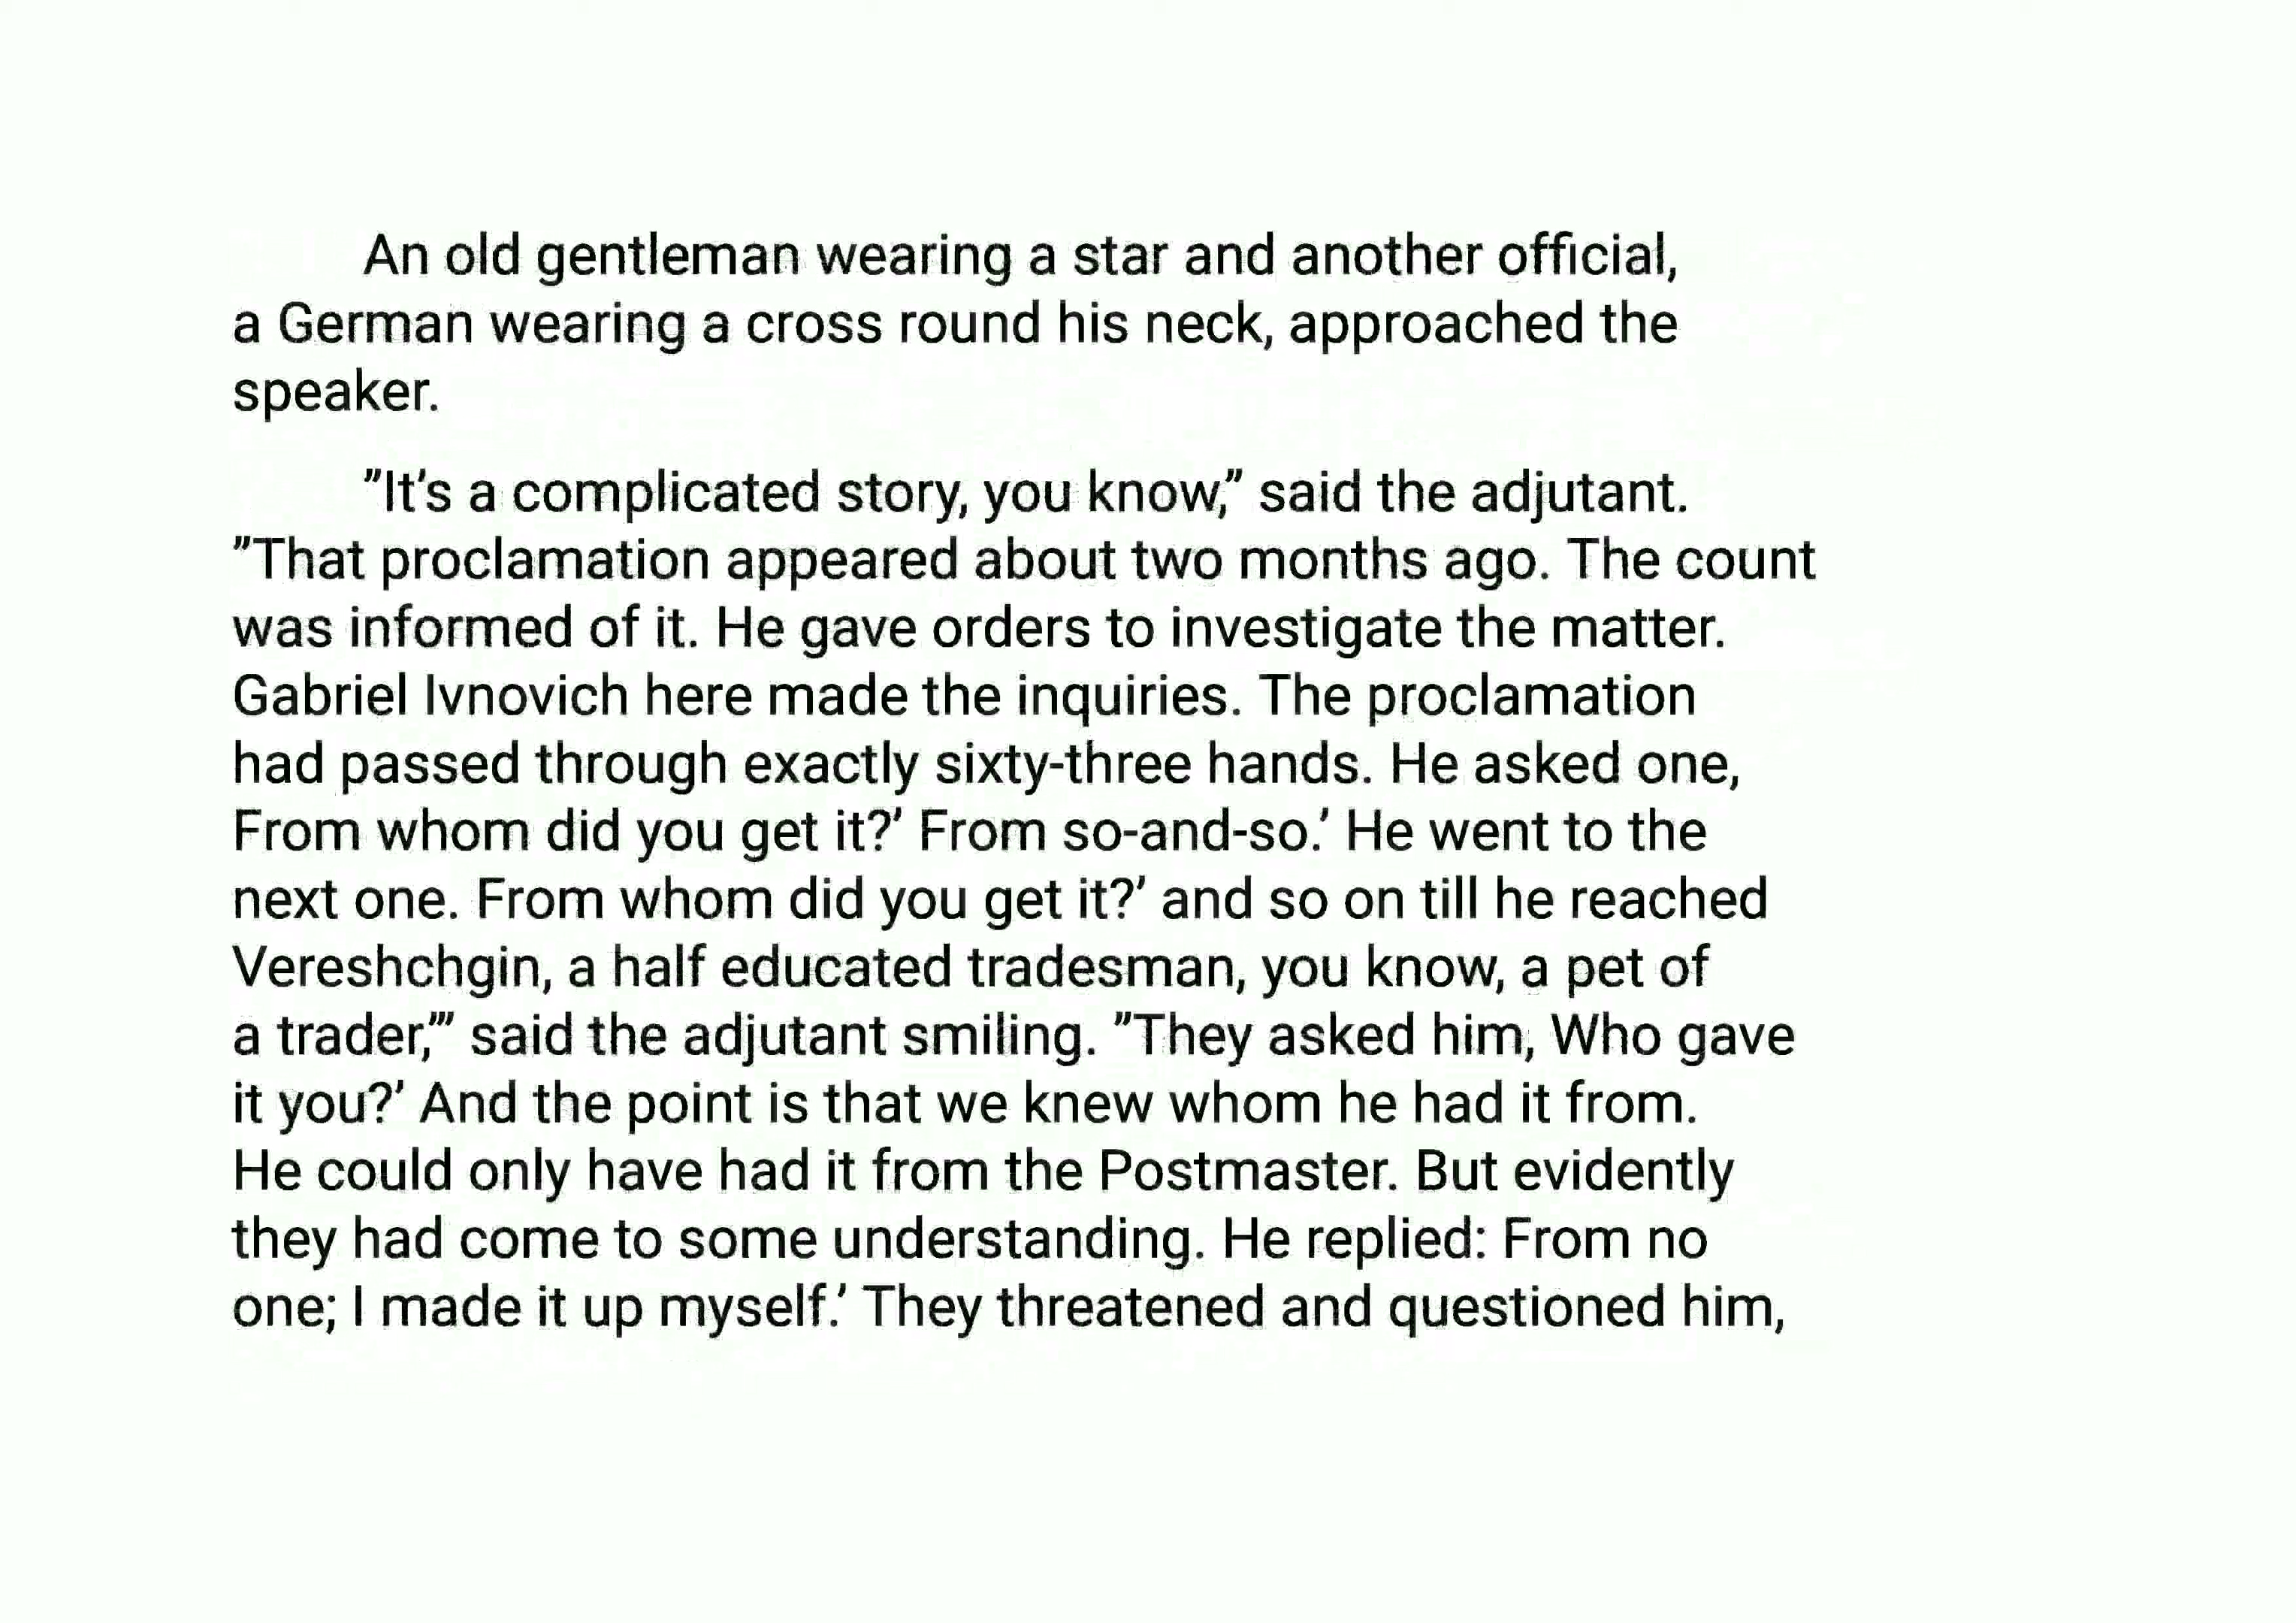 An old gentleman wearing a star and another official,
a German wearing a cross round his neck, approached the
speaker.
”It’s a complicated story, you know,” said the adjutant.
”That proclamation appeared about two months ago. The count
was informed of it. He gave orders to investigate the matter.
Gabriel Ivnovich here made the inquiries. The proclamation
had passed through exactly sixty-three hands. He asked one,
From whom did you get it?’ From so-and-so.’ He went to the
next one. From whom did you get it?’ and so on till he reached
Vereshchgin, a half educated tradesman, you know, a pet of
a trader,”’ said the adjutant smiling. ”They asked him, Who gave
it you?’ And the point is that we knew whom he had it from.
He could only have had it from the Postmaster. But evidently
they had come to some understanding. He replied: From no
one; I made it up myself.’ They threatened and questioned him,